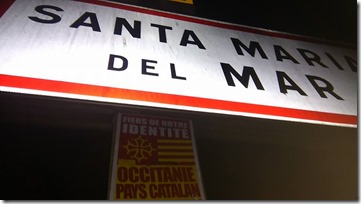 SANTA MARIA
DEL MAR
FIERS DE NOTRE
IDENTITÉ
OCCITANIE
PAYS CATALAN